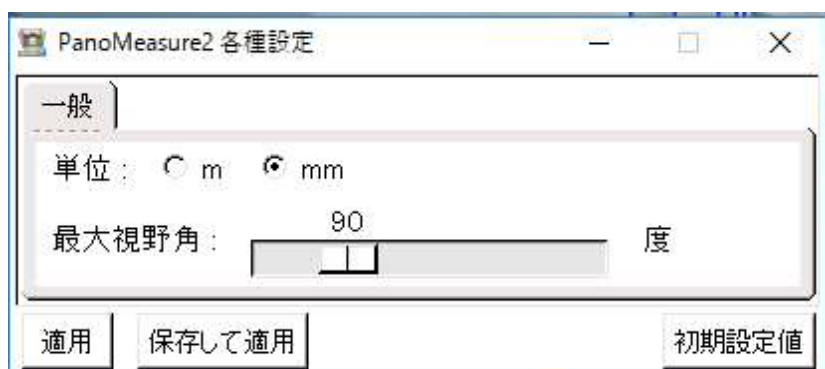 PanoMeasure2 各種設定
一般
単位: m mm
90
最大視野角: 度
適用 保存して適用 初期設定値